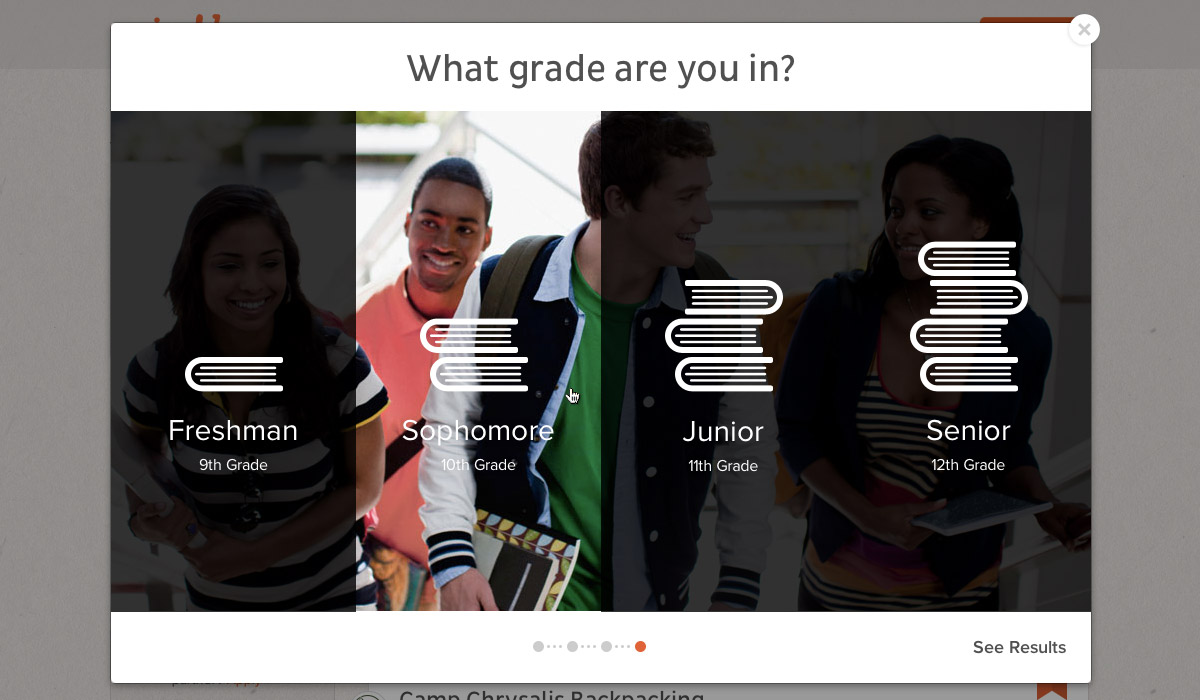 What grade are you in?
Freshman
9th Grade
Sophomore
10th Grade
Junior
11th Grade
Senior
12th Grade
See Results
Camp Chrysalis Backpacking